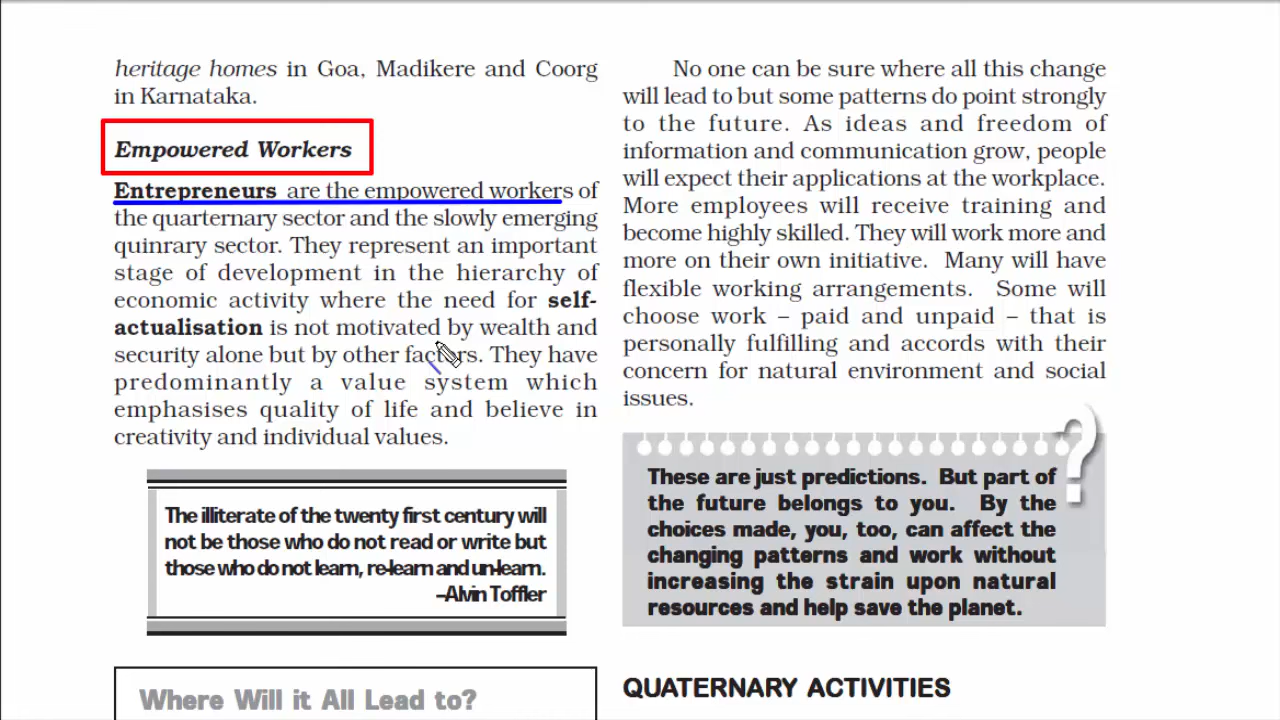 heritage homes in Goa, Madikere and Coorg
in Karnataka.
Empowered Workers
Entrepreneurs are the empowered workers of
the quarternary sector and the slowly emerging
quinrary sector. They represent an important
stage of development in the hierarchy of
economic activity where the need for self-
actualisation is not motivated by wealth and
security alone but by other factors. They have
predominantly a value system which
emphasises quality of life and believe in
creativity and individual values.
The illiterate of the twenty first century will
not be those who do not read or write but
those who do not learn, re-learn and un-learn.
–Alvin Toffler
Where Will it All Lead to?
No one can be sure where all this change
will lead to but some patterns do point strongly
to the future. As ideas and freedom of
information and communication grow, people
will expect their applications at the workplace.
More employees will receive training and
become highly skilled. They will work more and
more on their own initiative. Many will have
flexible working arrangements. Some will
choose work – paid and unpaid – that is
personally fulfilling and accords with their
concern for natural environment and social
issues.
?
These are just predictions. But part of
the future belongs to you. By the
choices made, you, too, can affect the
changing patterns and work without
increasing the strain upon natural
resources and help save the planet.
QUATERNARY ACTIVITIES